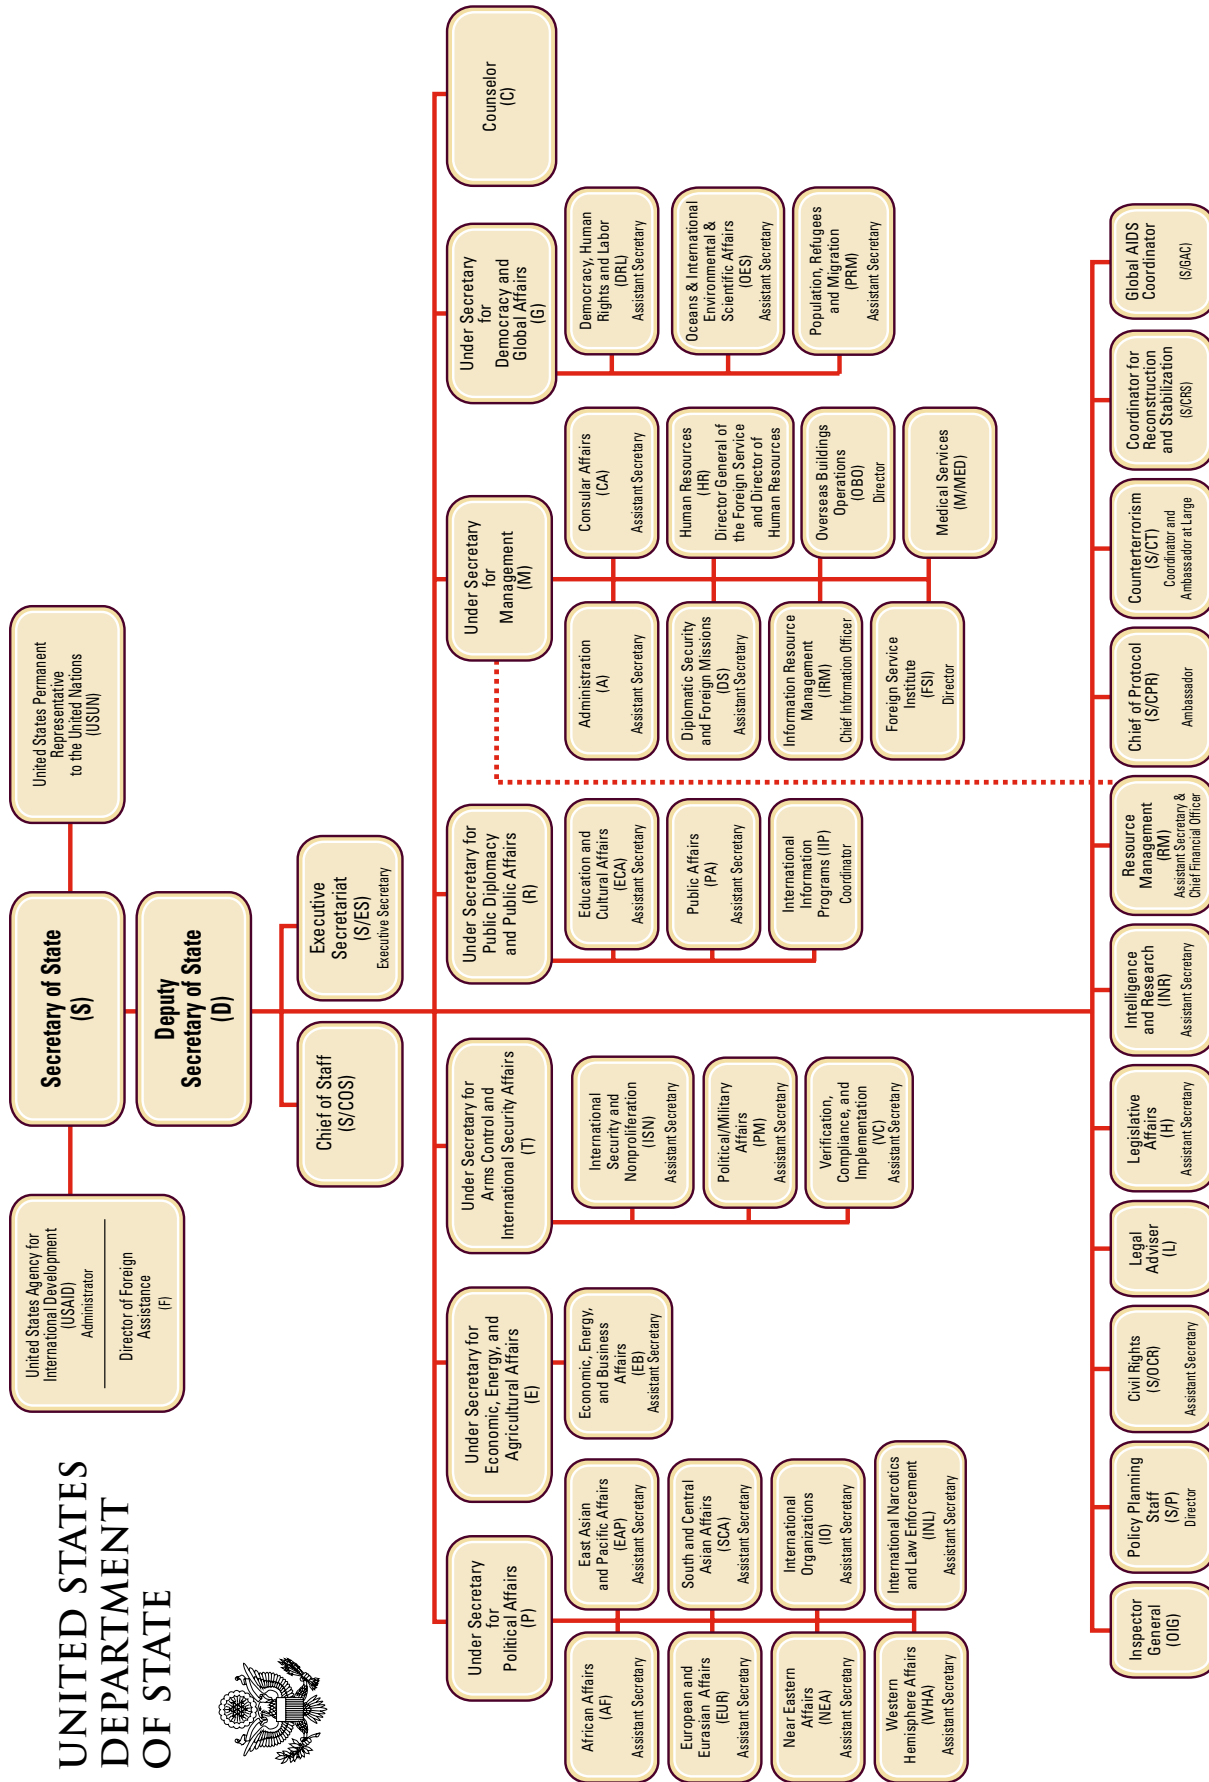 UNITED STATES
DEPARTMENT
OF STATE
United States Agency for
International Development
(USAID)
Administrator
Director of Foreign
Assistance
(F)
Secretary of State
(S)
United States Permanent
Representative
to the United Nations
(USUN)
Deputy
Secretary of State
(D)
Chief of Staff
(S/COS)
Executive
Secretariat
(S/ES)
Executive Secretary
Under Secretary
for
Political Affairs
(P)
Under Secretary for
Economic, Energy, and
Agricultural Affairs
(E)
Under Secretary for
Arms Control and
International Security Affairs
(T)
Under Secretary for
Public Diplomacy
and Public Affairs
(R)
Under Secretary
for
Management
(M)
Under Secretary
for
Democracy and
Global Affairs
(G)
Counselor
(C)
African Affairs
(AF)
Assistant Secretary
East Asian
and Pacific Affairs
(EAP)
Assistant Secretary
European and
Eurasian Affairs
(EUR)
Assistant Secretary
South and Central
Asian Affairs
(SCA)
Assistant Secretary
Near Eastern
Affairs
(NEA)
Assistant Secretary
International
Organizations
(IO)
Assistant Secretary
Western
Hemisphere Affairs
(WHA)
Assistant Secretary
International Narcotics
and Law Enforcement
(INL)
Assistant Secretary
Economic, Energy,
and Business
Affairs
(EB)
Assistant Secretary
International
Security and
Nonproliferation
(ISN)
Assistant Secretary
Political/Military
Affairs
(PM)
Assistant Secretary
Verification,
Compliance, and
Implementation
(VC)
Assistant Secretary
Education and
Cultural Affairs
(ECA)
Assistant Secretary
Public Affairs
(PA)
Assistant Secretary
International
Information
Programs (IIP)
Coordinator
Administration
(A)
Assistant Secretary
Consular Affairs
(CA)
Assistant Secretary
Diplomatic Security
and Foreign Missions
(DS)
Assistant Secretary
Human Resources
(HR)
Director General of
the Foreign Service
and Director of
Human Resources
Information Resource
Management
(IRM)
Chief Information Officer
Overseas Buildings
Operations
(OBO)
Director
Foreign Service
Institute
(FSI)
Director
Medical Services
(M/MED)
Democracy, Human
Rights and Labor
(DRL)
Assistant Secretary
Oceans & International
Environmental &
Scientific Affairs
(OES)
Assistant Secretary
Population, Refugees
and Migration
(PRM)
Assistant Secretary
Inspector
General
(OIG)
Policy Planning
Staff
(S/P)
Director
Civil Rights
(S/OCR)
Assistant Secretary
Legal
Adviser
(L)
Legislative
Affairs
(H)
Assistant Secretary
Intelligence
and Research
(INR)
Assistant Secretary
Resource
Management
(RM)
Assistant Secretary &
Chief Financial Officer
Chief of Protocol
(S/CPR)
Ambassador
Counterterrorism
(S/CT)
Coordinator and
Ambassador at Large
Coordinator for
Reconstruction
and Stabilization
(S/CRS)
Global AIDS
Coordinator
(S/GAC)